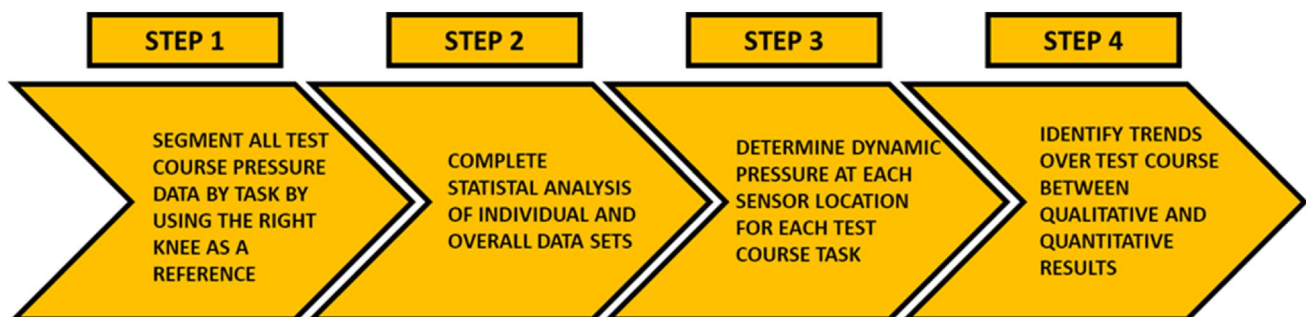 STEP 1
SEGMENT ALL TEST
COURSE PRESSURE
DATA BY TASK BY
USING THE RIGHT
KNEE AS A
REFERENCE
STEP 2
COMPLETE
STATISTAL ANALYSIS
OF INDIVIDUAL AND
OVERALL DATA SETS
STEP 3
DETERMINE DYNAMIC
PRESSURE AT EACH
SENSOR LOCATION
FOR EACH TEST
COURSE TASK
STEP 4
IDENTIFY TRENDS
OVER TEST COURSE
BETWEEN
QUALITATIVE AND
QUANTITATIVE
RESULTS